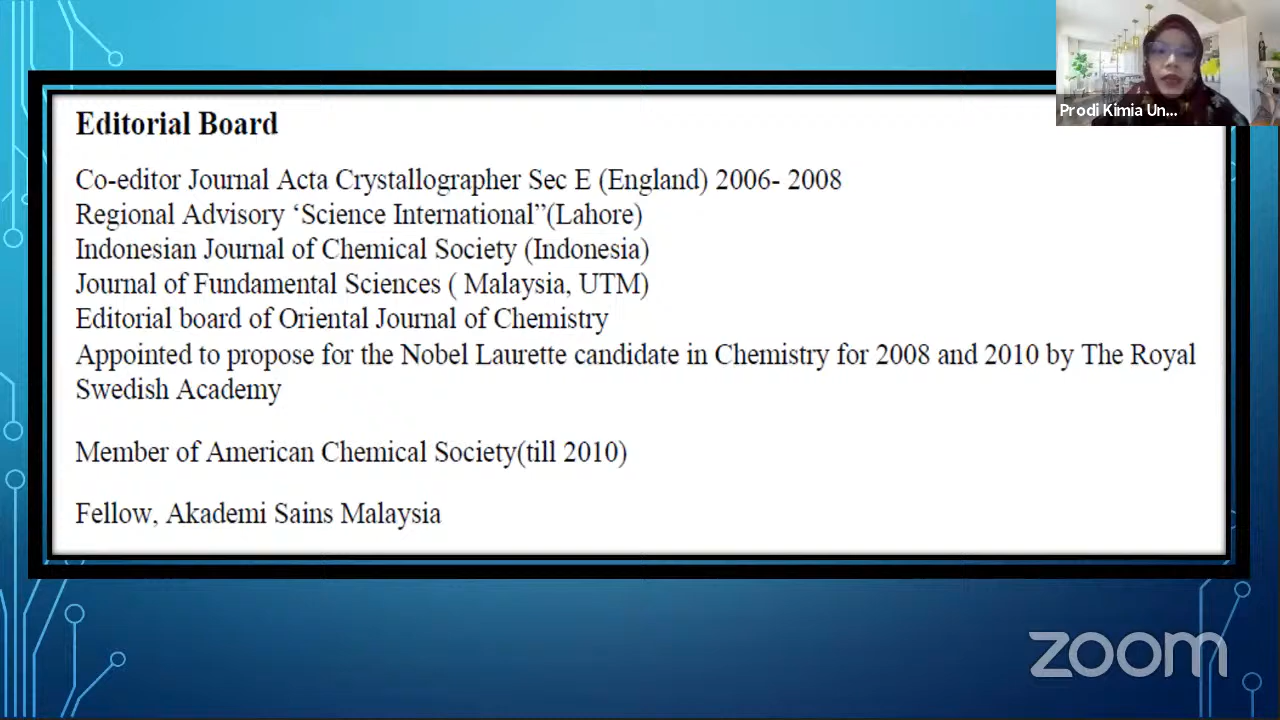 Prodi Kimia Un...
Editorial Board
Co-editor Journal Acta Crystallographer Sec E (England) 2006- 2008
Regional Advisory ‘Science International”(Lahore)
Indonesian Journal of Chemical Society (Indonesia)
Journal of Fundamental Sciences ( Malaysia, UTM)
Editorial board of Oriental Journal of Chemistry
Appointed to propose for the Nobel Laurette candidate in Chemistry for 2008 and 2010 by The Royal
Swedish Academy
Member of American Chemical Society(till 2010)
Fellow, Akademi Sains Malaysia
zoom